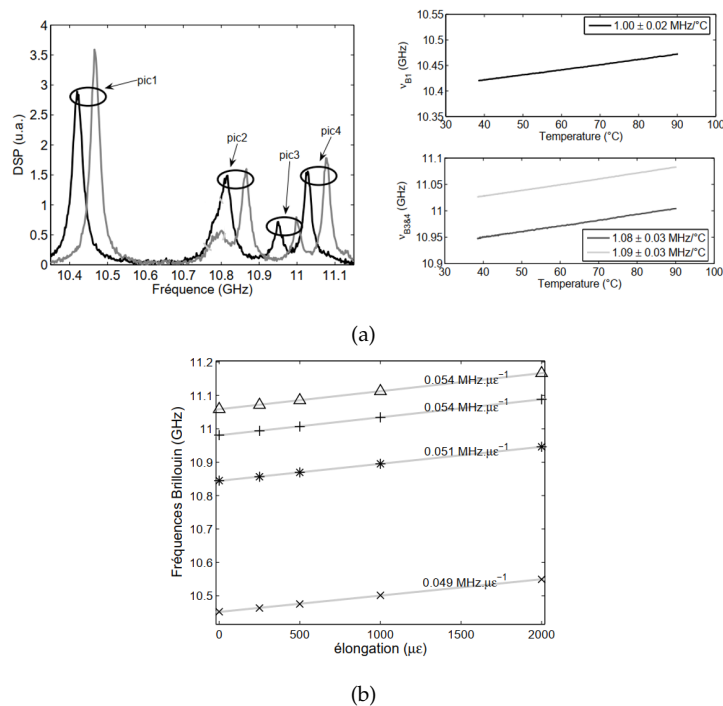 4
3.5
3
2.5
2
1.5
1
0.5
0
DSP (u.a.)
pic1
pic2
pic3
pic4
10.4 10.5 10.6 10.7 10.8 10.9 11 11.1
Fréquence (GHz)
10.55
10.5
10.45
10.4
10.35
ν_B1 (GHz)
1.00 ± 0.02 MHz/°C
30 40 50 60 70 80 90 100
Temperature (°C)
11.1
11.05
11
10.95
10.9
ν_B3&4 (GHz)
1.08 ± 0.03 MHz/°C
1.09 ± 0.03 MHz/°C
30 40 50 60 70 80 90 100
Temperature (°C)
(a)
11.2
11.1
11
10.9
10.8
10.7
10.6
10.5
Fréquences Brillouin (GHz)
0.054 MHz.µε⁻¹
0.054 MHz.µε⁻¹
0.051 MHz.µε⁻¹
0.049 MHz.µε⁻¹
0 500 1000 1500 2000
élongation (µε)
(b)